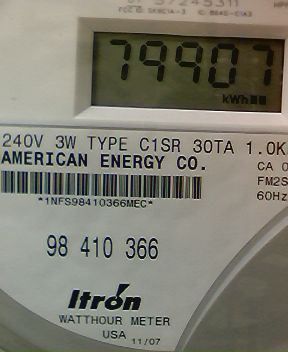 57245311
79907
kWh
240V 3W TYPE C1SR 30TA 1.0K
AMERICAN ENERGY CO.
CA 0
FM2S
*1NFS98410366MEC*
60Hz
98 410 366
Itron
WATTHOUR METER
USA 11/07